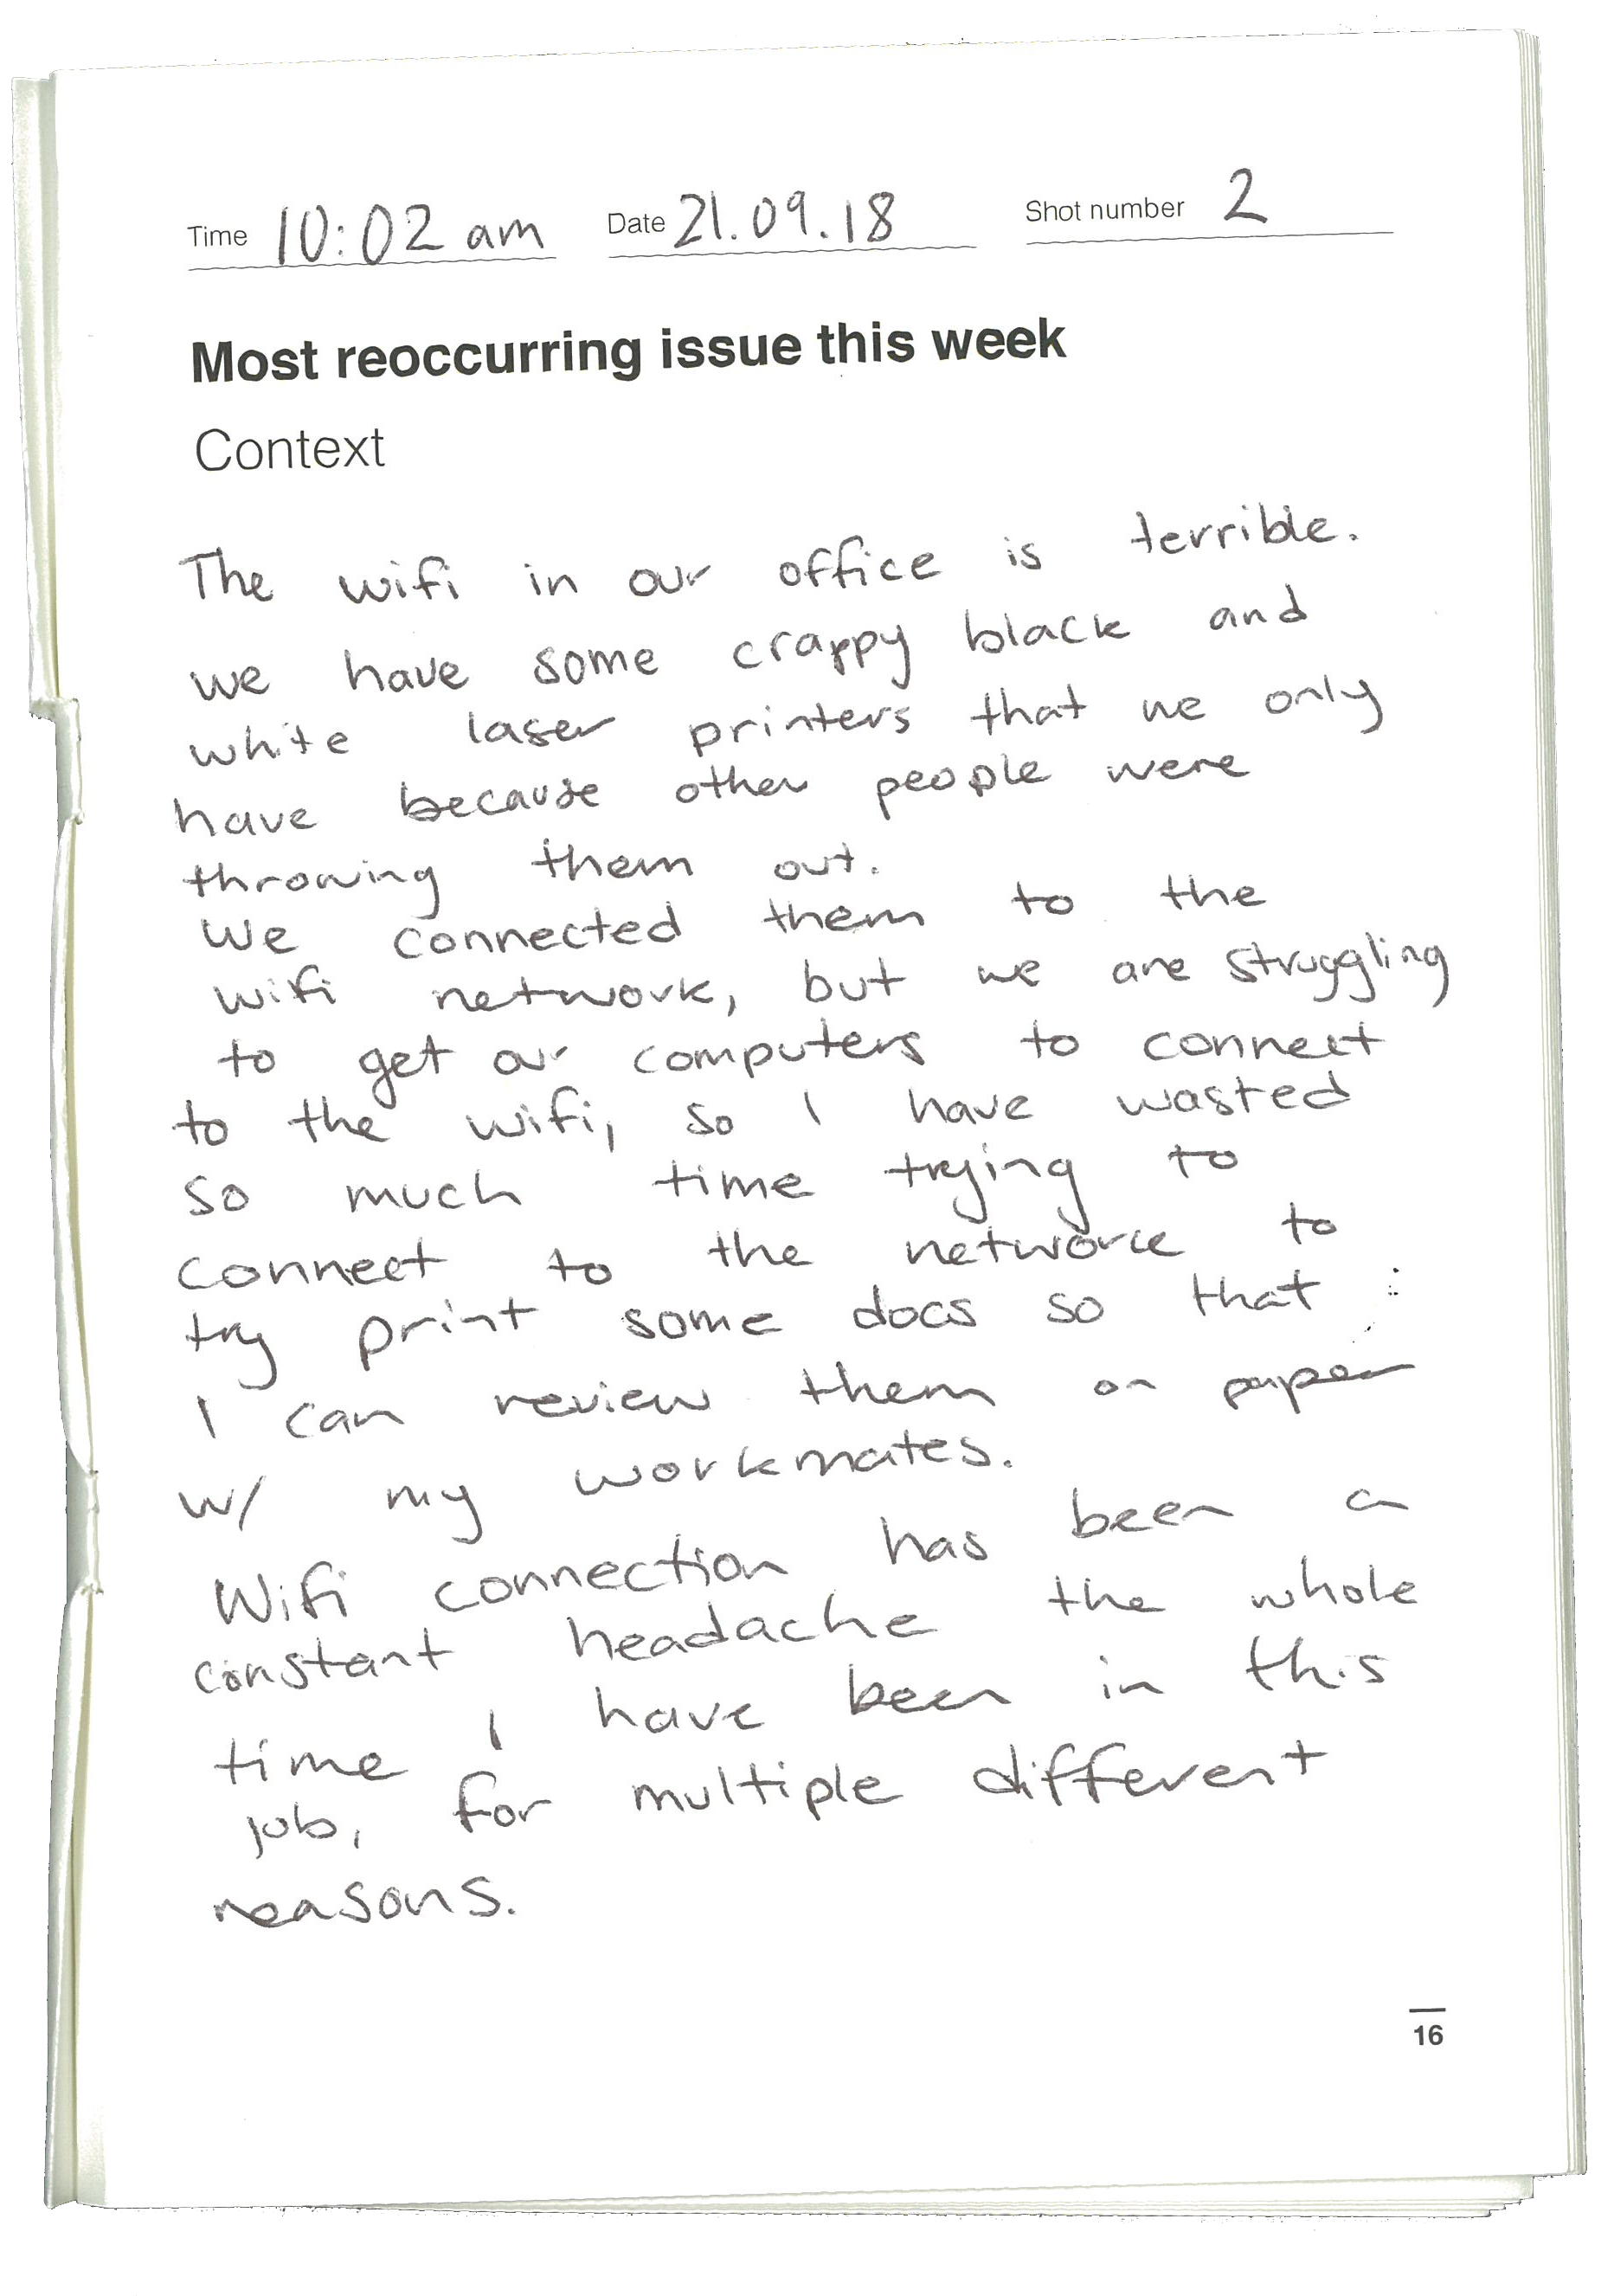 Time 10:02 am Date 21.09.18 Shot number 2
Most reoccurring issue this week
Context
The wifi in our office is terrible.
we have some crappy black and
white laser printers that we only
have because other people were
throwing them out.
We connected them to the
wifi network, but we are struggling
to get our computers to connect
to the wifi, so I have wasted
so much time trying to
connect to the network to
try print some docs so that
I can review them on paper
w/ my workmates.
Wifi connection has been a
constant headache the whole
time I have been in this
job, for multiple different
reasons.
16